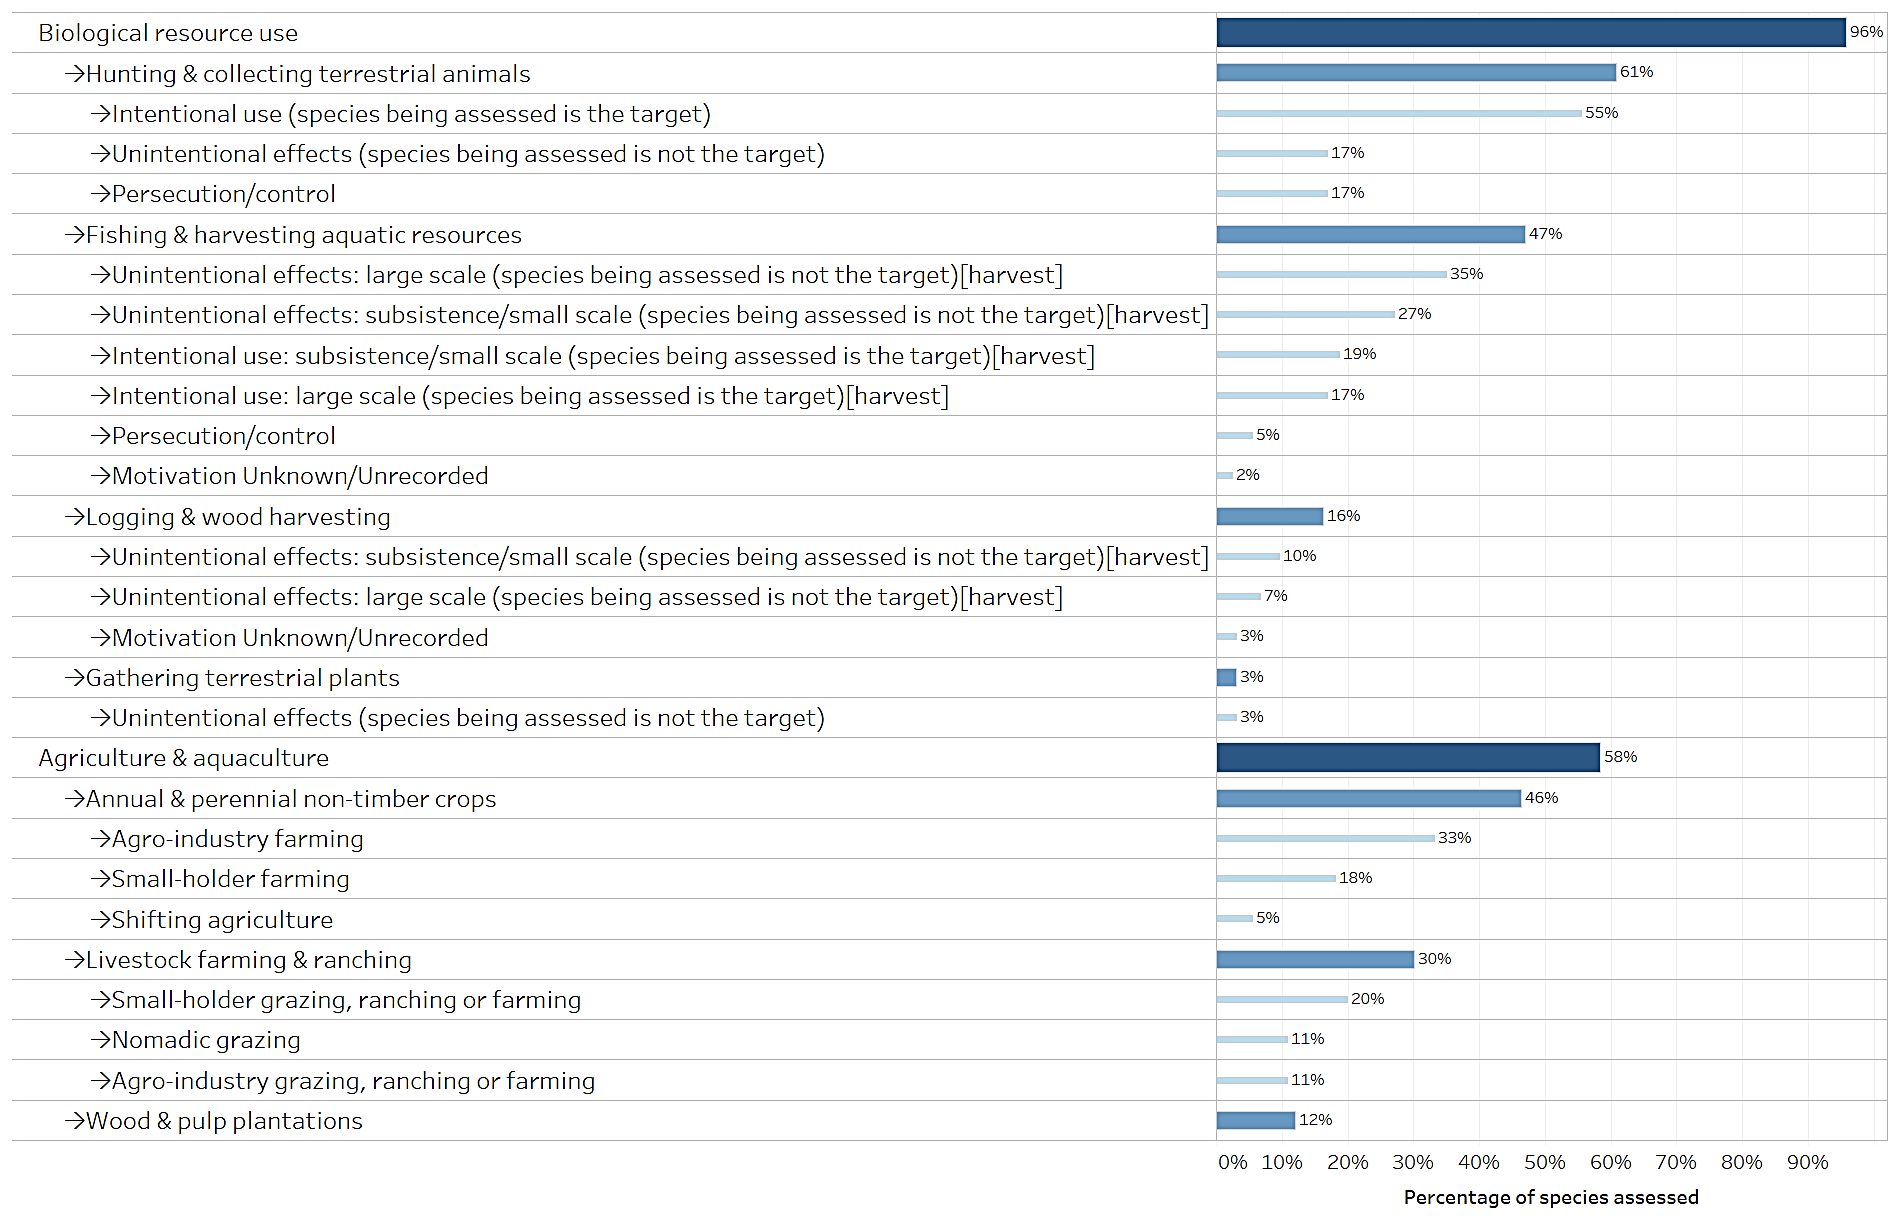 Biological resource use 96%
→Hunting & collecting terrestrial animals 61%
→Intentional use (species being assessed is the target) 55%
→Unintentional effects (species being assessed is not the target) 17%
→Persecution/control 17%
→Fishing & harvesting aquatic resources 47%
→Unintentional effects: large scale (species being assessed is not the target)[harvest] 35%
→Unintentional effects: subsistence/small scale (species being assessed is not the target)[harvest] 27%
→Intentional use: subsistence/small scale (species being assessed is the target)[harvest] 19%
→Intentional use: large scale (species being assessed is the target)[harvest] 17%
→Persecution/control 5%
→Motivation Unknown/Unrecorded 2%
→Logging & wood harvesting 16%
→Unintentional effects: subsistence/small scale (species being assessed is not the target)[harvest] 10%
→Unintentional effects: large scale (species being assessed is not the target)[harvest] 7%
→Motivation Unknown/Unrecorded 3%
→Gathering terrestrial plants 3%
→Unintentional effects (species being assessed is not the target) 3%
Agriculture & aquaculture 58%
→Annual & perennial non-timber crops 46%
→Agro-industry farming 33%
→Small-holder farming 18%
→Shifting agriculture 5%
→Livestock farming & ranching 30%
→Small-holder grazing, ranching or farming 20%
→Nomadic grazing 11%
→Agro-industry grazing, ranching or farming 11%
→Wood & pulp plantations 12%
0% 10% 20% 30% 40% 50% 60% 70% 80% 90%
Percentage of species assessed